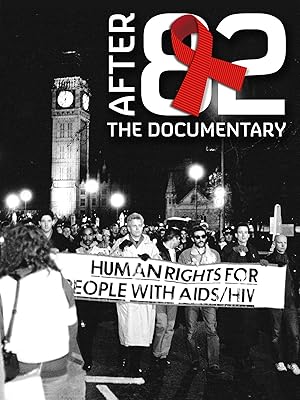 AFTER
82
THE DOCUMENTARY
HUMAN RIGHTS FOR
PEOPLE WITH AIDS/HIV